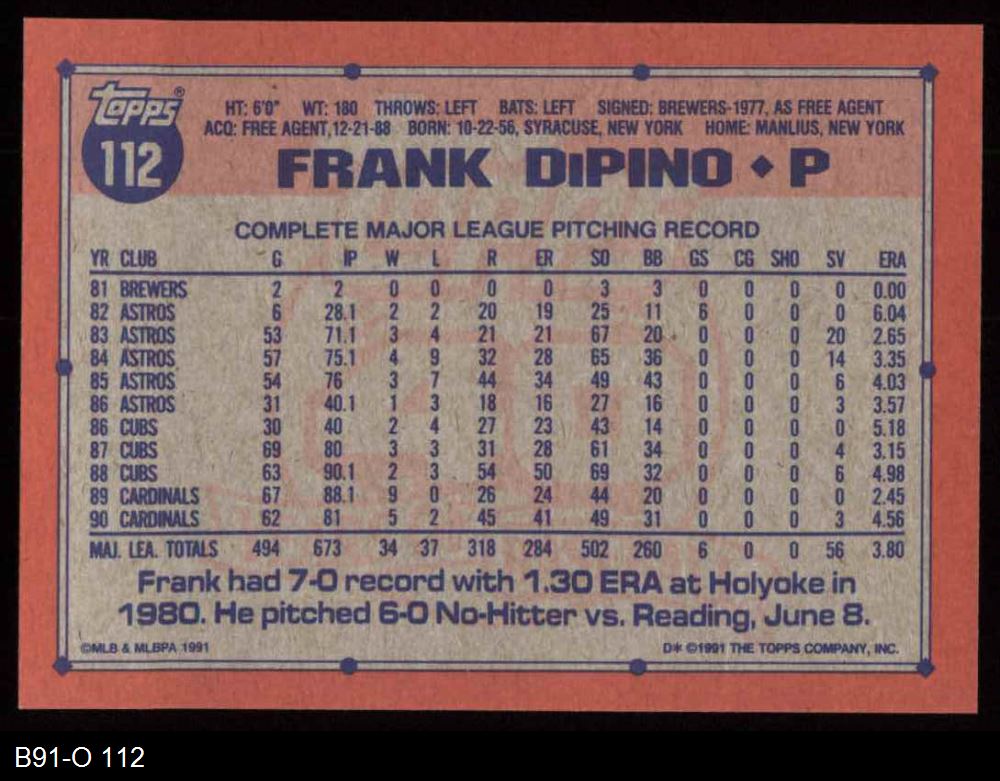 Topps®
112
HT: 6'0" WT: 180 THROWS: LEFT BATS: LEFT SIGNED: BREWERS-1977, AS FREE AGENT
ACQ: FREE AGENT, 12-21-88 BORN: 10-22-56, SYRACUSE, NEW YORK HOME: MANLIUS, NEW YORK
FRANK DiPINO ♦ P
COMPLETE MAJOR LEAGUE PITCHING RECORD
YR CLUB G IP W L R ER SO BB GS CG SHO SV ERA
81 BREWERS 2 2 0 0 0 0 3 3 0 0 0 0 0.00
82 ASTROS 6 28.1 2 2 20 19 25 11 6 0 0 0 6.04
83 ASTROS 53 71.1 3 4 21 21 67 20 0 0 0 20 2.65
84 ASTROS 57 75.1 4 9 32 28 65 36 0 0 0 14 3.35
85 ASTROS 54 76 3 7 44 34 49 43 0 0 0 6 4.03
86 ASTROS 31 40.1 1 3 18 16 27 16 0 0 0 3 3.57
86 CUBS 30 40 2 4 27 23 43 14 0 0 0 0 5.18
87 CUBS 69 80 3 3 31 28 61 34 0 0 0 4 3.15
88 CUBS 63 90.1 2 3 54 50 69 32 0 0 0 6 4.98
89 CARDINALS 67 88.1 9 0 26 24 44 20 0 0 0 0 2.45
90 CARDINALS 62 81 5 2 45 41 49 31 0 0 0 3 4.56
MAJ. LEA. TOTALS 494 673 34 37 318 284 502 260 6 0 0 56 3.80
Frank had 7-0 record with 1.30 ERA at Holyoke in
1980. He pitched 6-0 No-Hitter vs. Reading, June 8.
©MLB & MLBPA 1991 D* ©1991 THE TOPPS COMPANY, INC.
B91-O 112